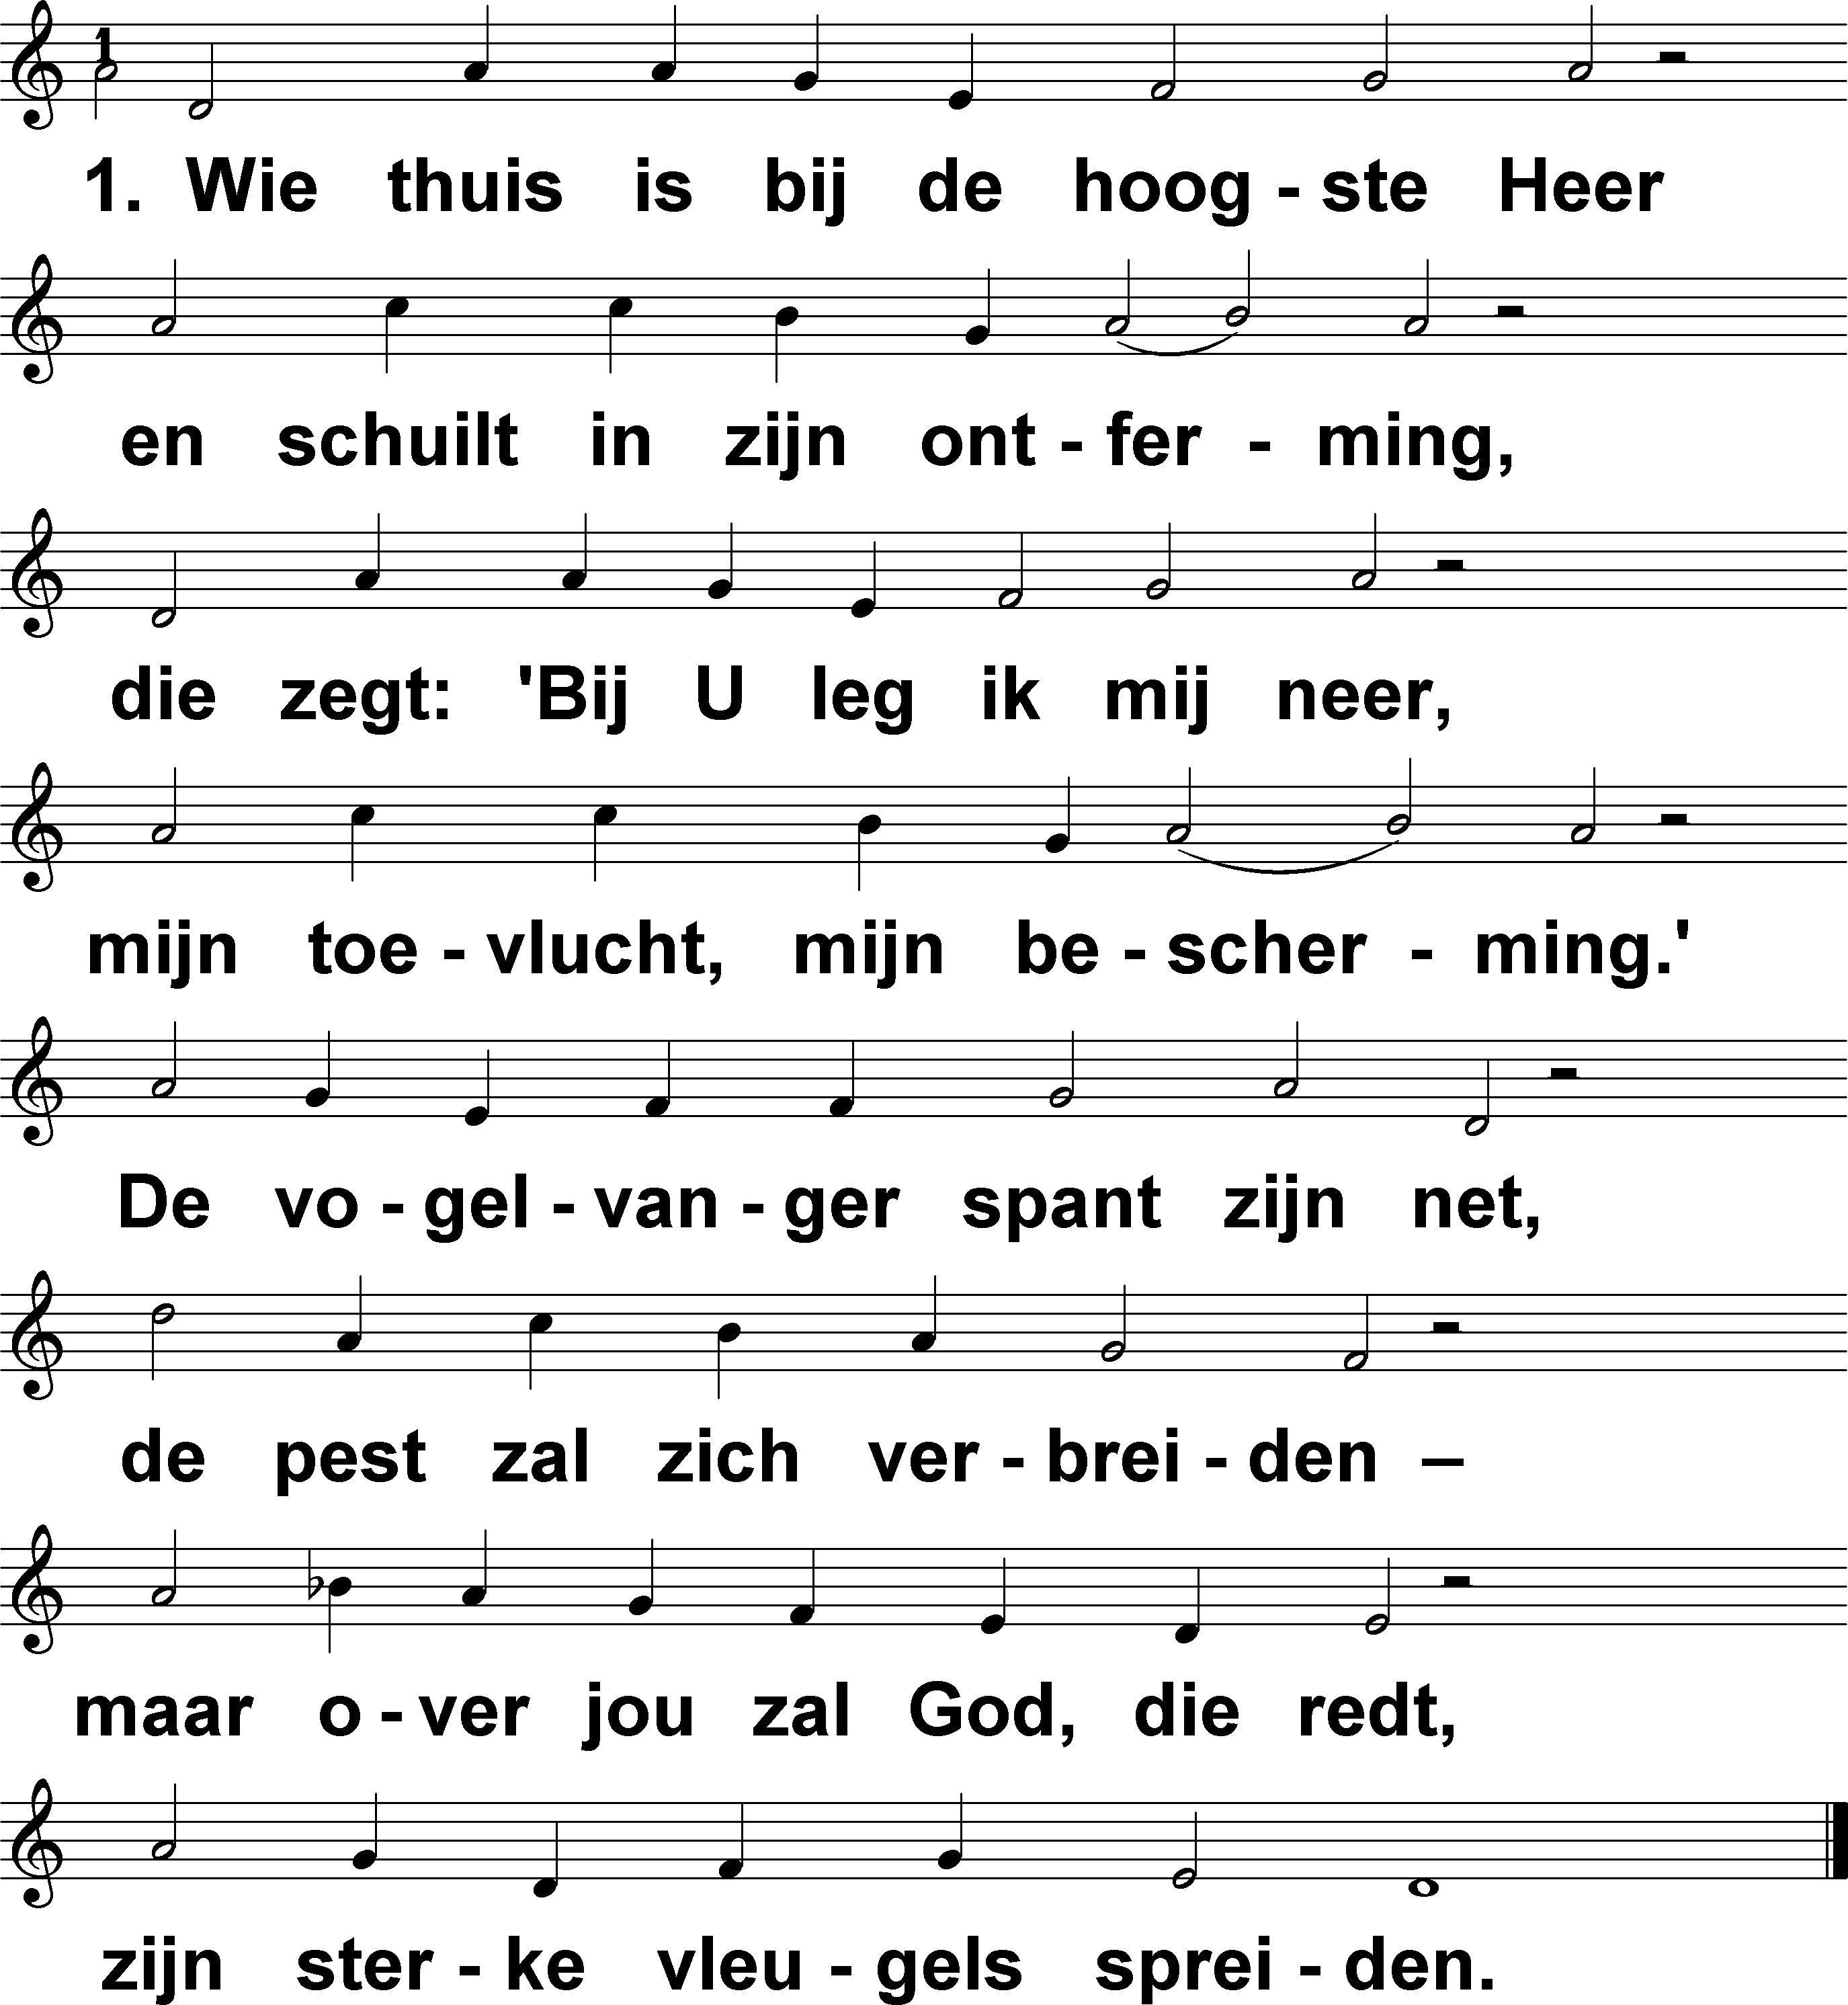 1
1. Wie thuis is bij de hoog - ste Heer
en schuilt in zijn ont - fer - ming,
die zegt: 'Bij U leg ik mij neer,
mijn toe - vlucht, mijn be - scher - ming.'
De vo - gel - van - ger spant zijn net,
de pest zal zich ver - brei - den –
maar o - ver jou zal God, die redt,
zijn ster - ke vleu - gels sprei - den.